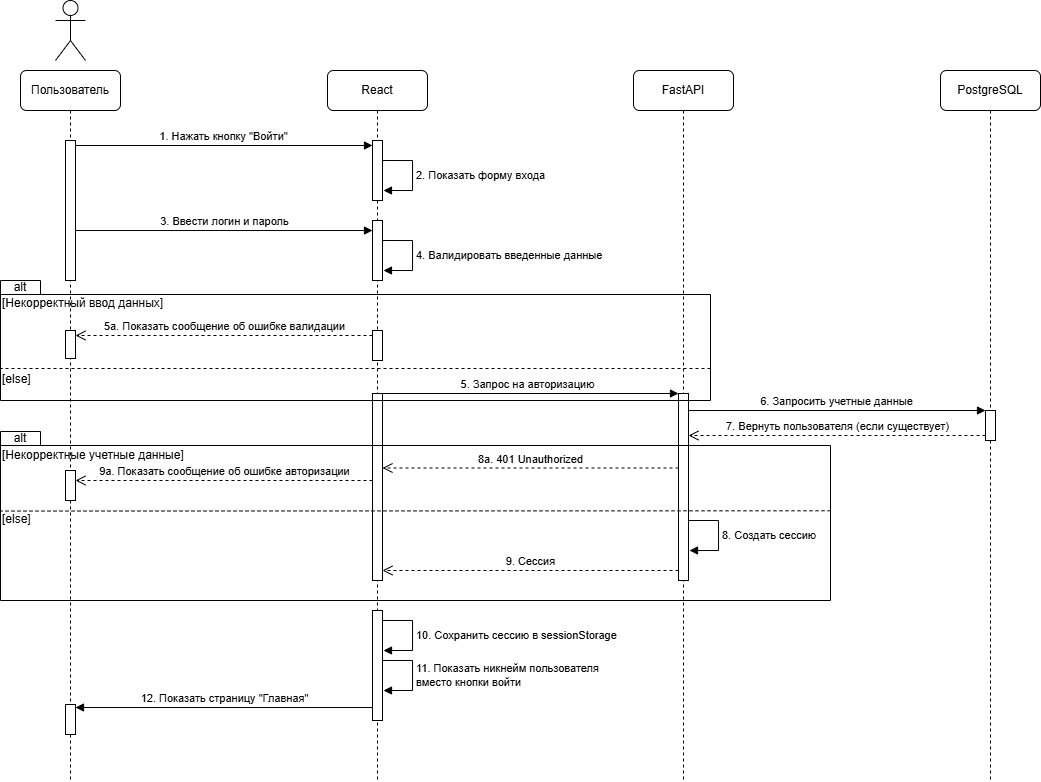 Пользователь
React
FastAPI
PostgreSQL
1. Нажать кнопку "Войти"
2. Показать форму входа
3. Ввести логин и пароль
4. Валидировать введенные данные
alt
[Некорректный ввод данных]
5а. Показать сообщение об ошибке валидации
[else]
5. Запрос на авторизацию
6. Запросить учетные данные
7. Вернуть пользователя (если существует)
alt
[Некорректные учетные данные]
8а. 401 Unauthorized
9а. Показать сообщение об ошибке авторизации
[else]
8. Создать сессию
9. Сессия
10. Сохранить сессию в sessionStorage
11. Показать никнейм пользователя
вместо кнопки войти
12. Показать страницу "Главная"